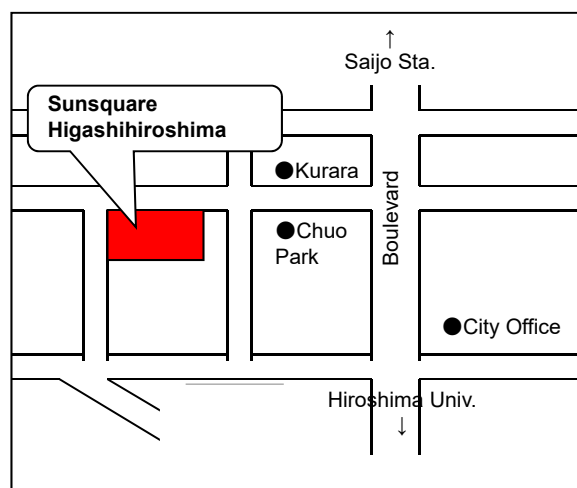 ↑
Saijo Sta.
Sunsquare
Higashihiroshima
●Kurara
Boulevard
●Chuo
Park
●City Office
Hiroshima Univ.
↓